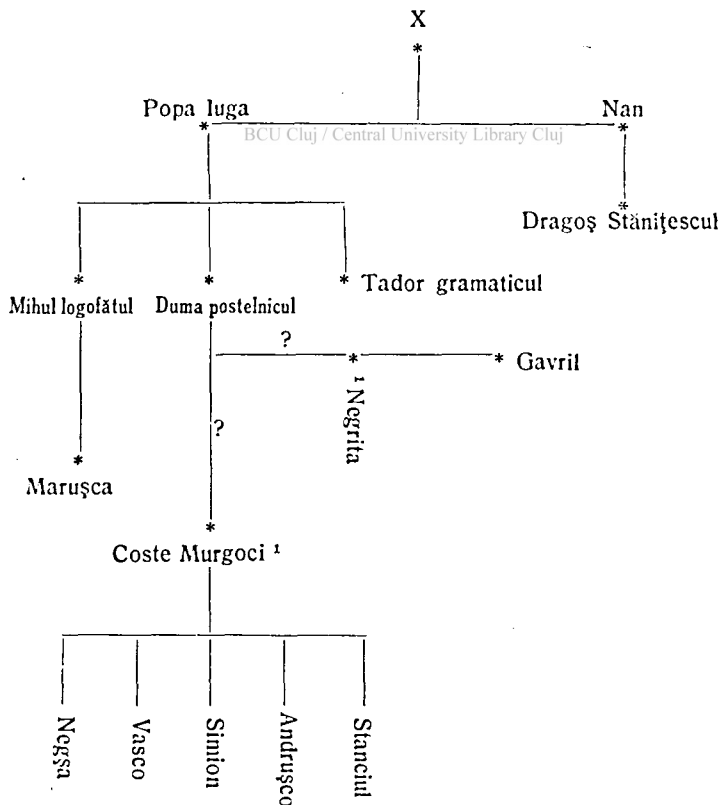 X
Popa Iuga
Nan
BCU Cluj / Central University Library Cluj
Dragoș Stănițescul
Mihul logofătul
Duma postelnicul
Tador gramaticul
?
Gavril
¹ Negrita
?
Marușca
Coste Murgoci ¹
Negșa
Vasco
Simion
Andrușco
Stanciul